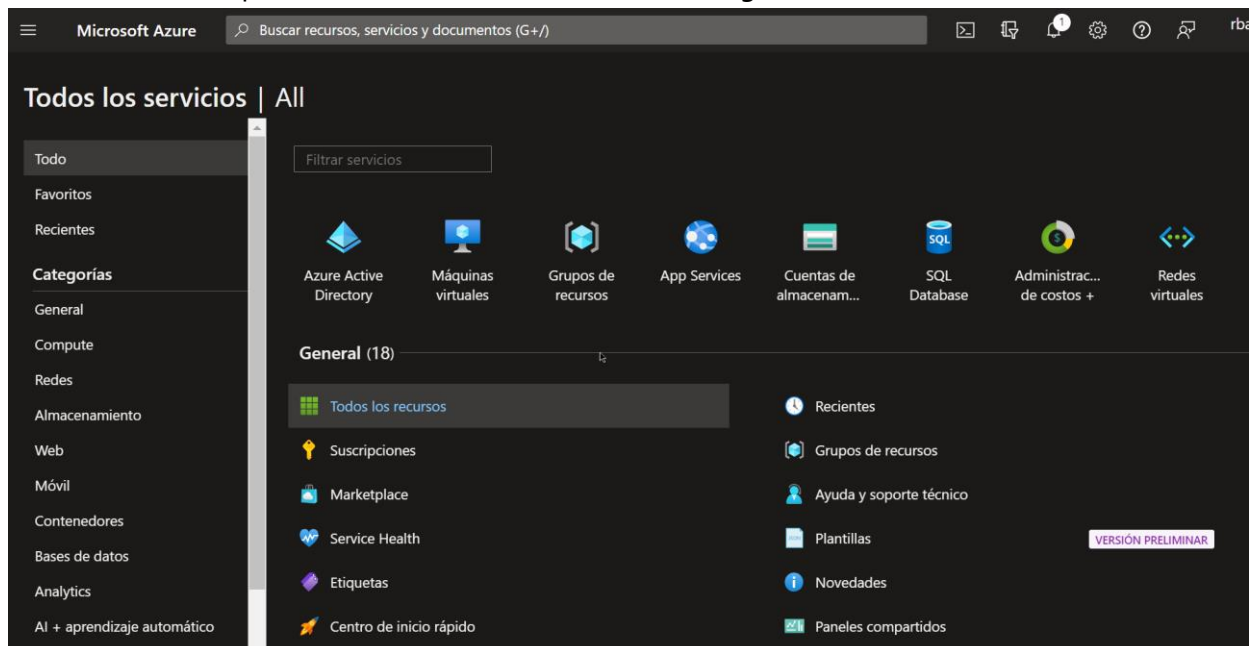 Microsoft Azure
Buscar recursos, servicios y documentos (G+/)
1
rba
Todos los servicios | All
Todo
Favoritos
Recientes
Categorías
General
Compute
Redes
Almacenamiento
Web
Móvil
Contenedores
Bases de datos
Analytics
AI + aprendizaje automático
Filtrar servicios
Azure Active
Directory
Máquinas
virtuales
Grupos de
recursos
App Services
Cuentas de
almacenam...
SQL
SQL
Database
Administrac...
de costos +
Redes
virtuales
General (18)
Todos los recursos
Recientes
Suscripciones
Grupos de recursos
Marketplace
Ayuda y soporte técnico
Service Health
Plantillas
VERSIÓN PRELIMINAR
Etiquetas
Novedades
Centro de inicio rápido
Paneles compartidos